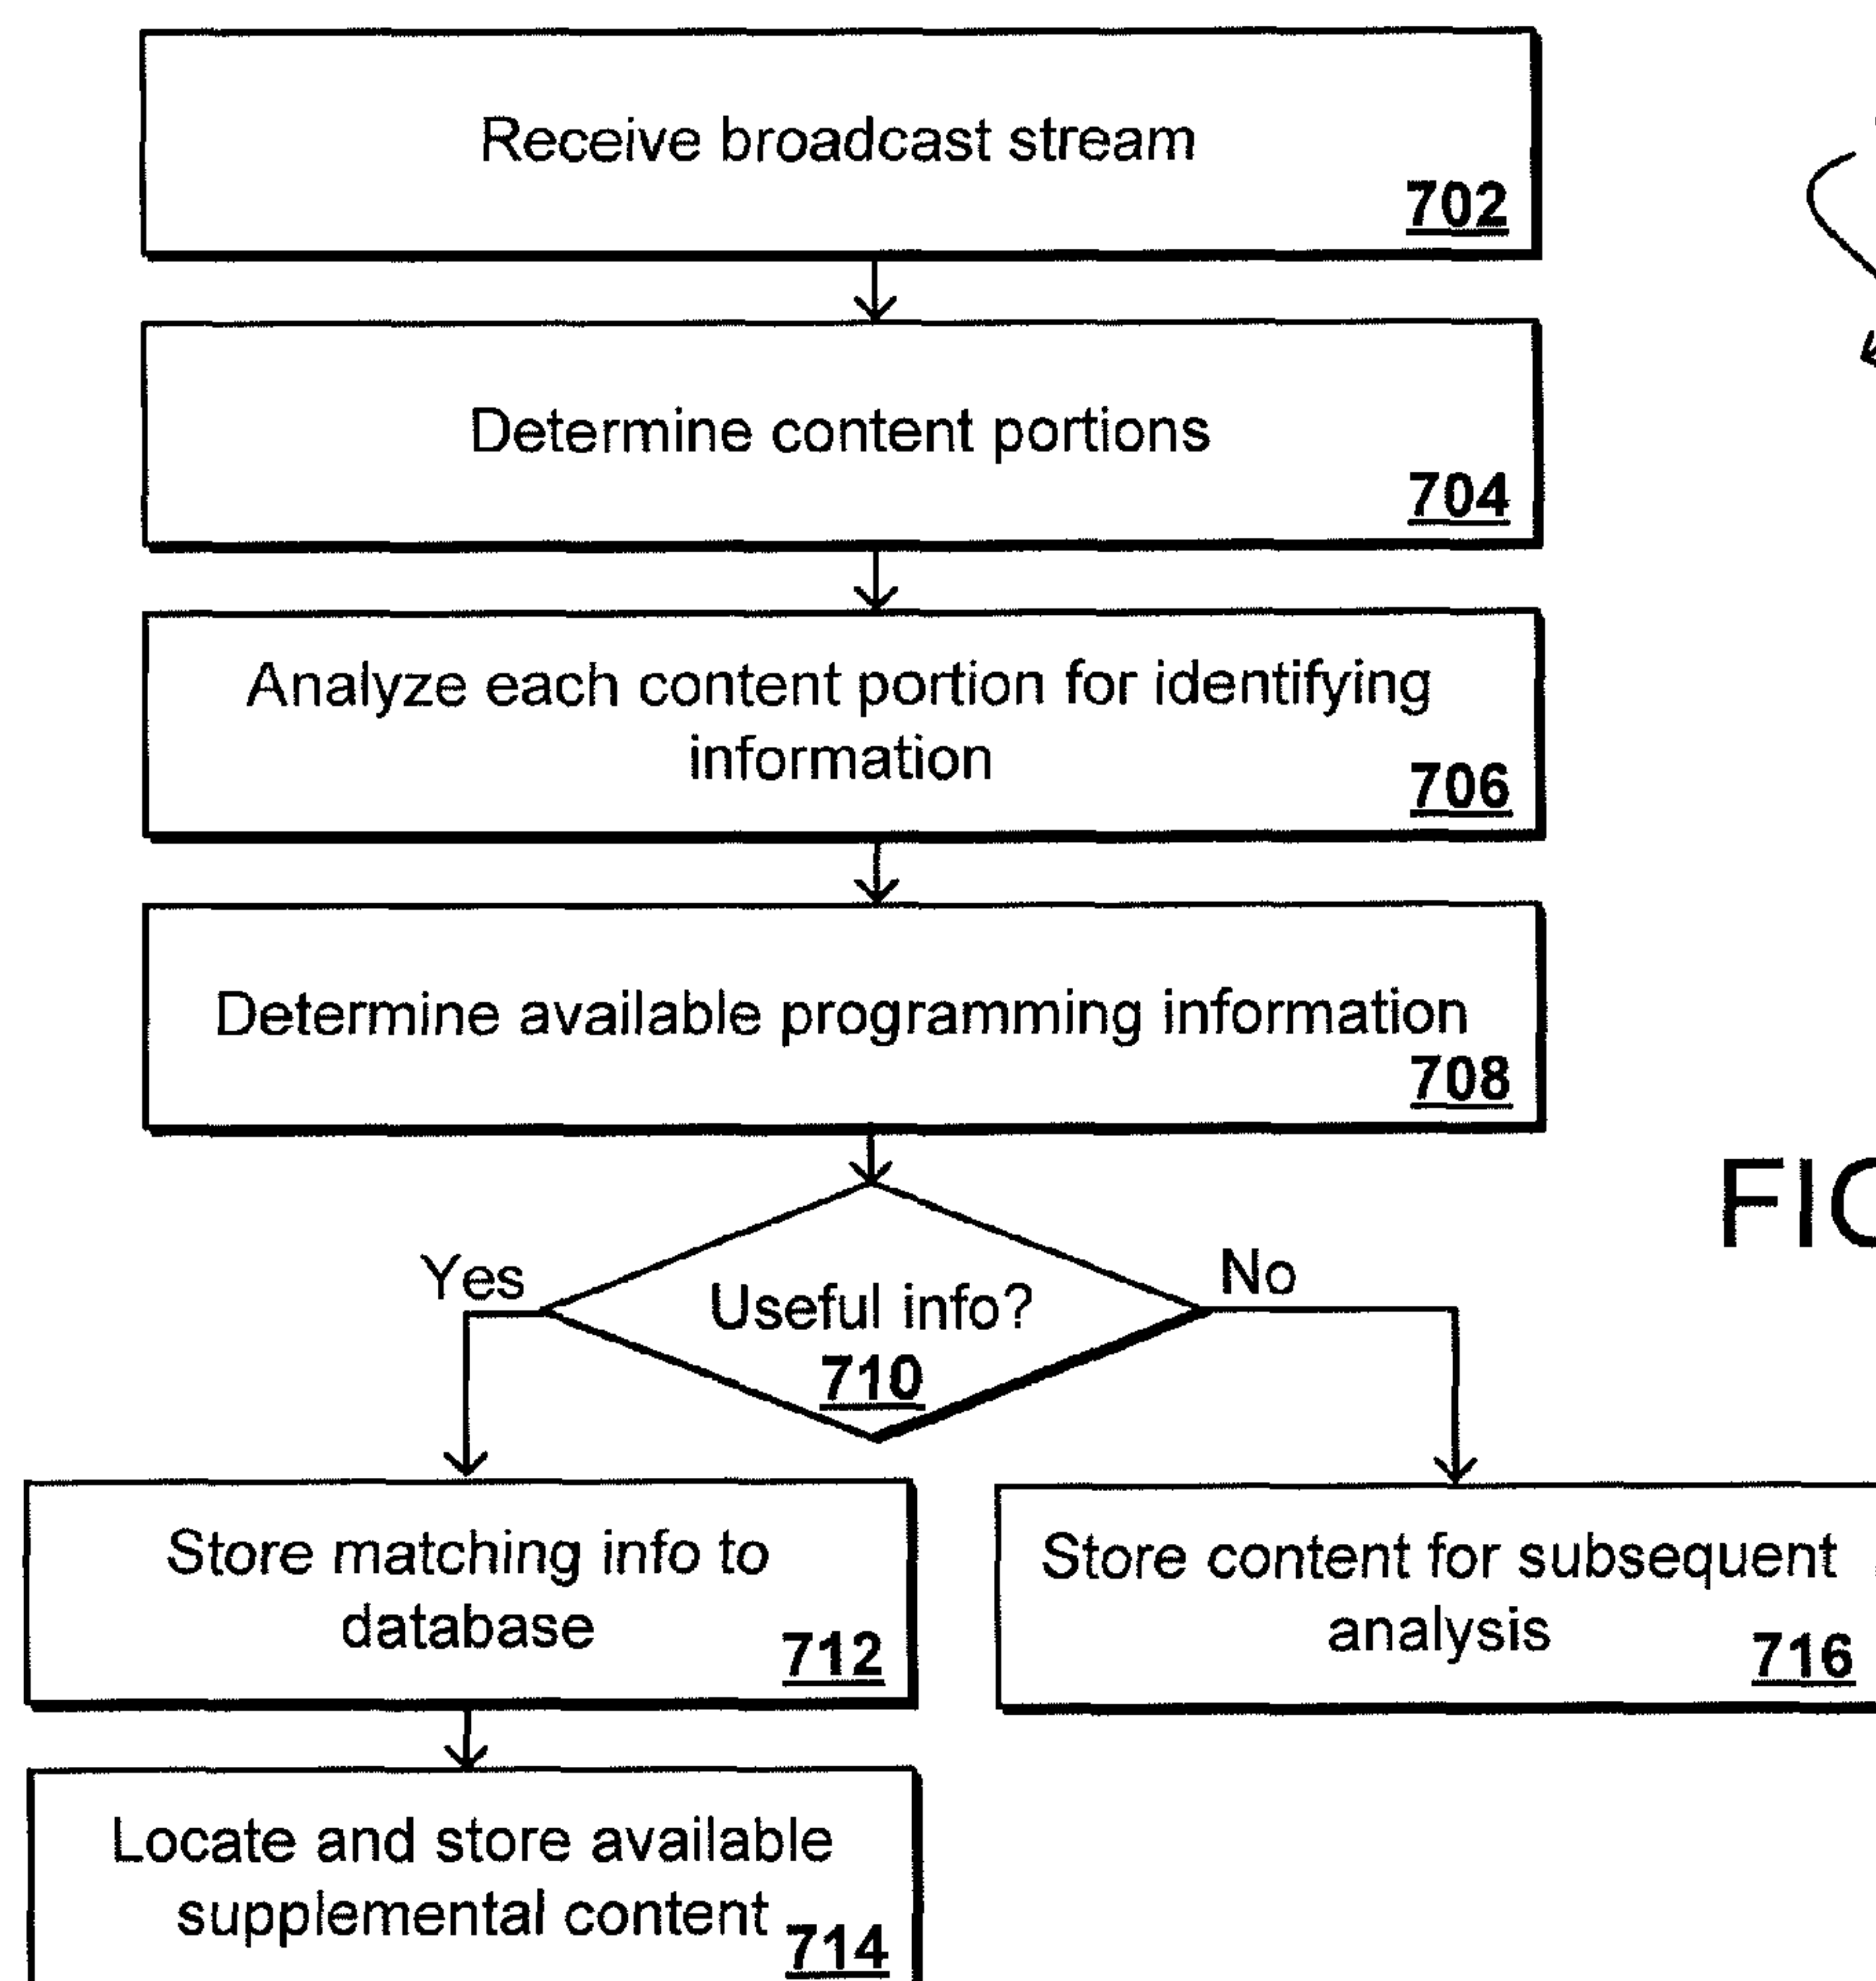 Receive broadcast stream
702
Determine content portions
704
Analyze each content portion for identifying
information
706
Determine available programming information
708
Yes
Useful info?
No
710
Store matching info to
database
712
Store content for subsequent
analysis
716
Locate and store available
supplemental content
714